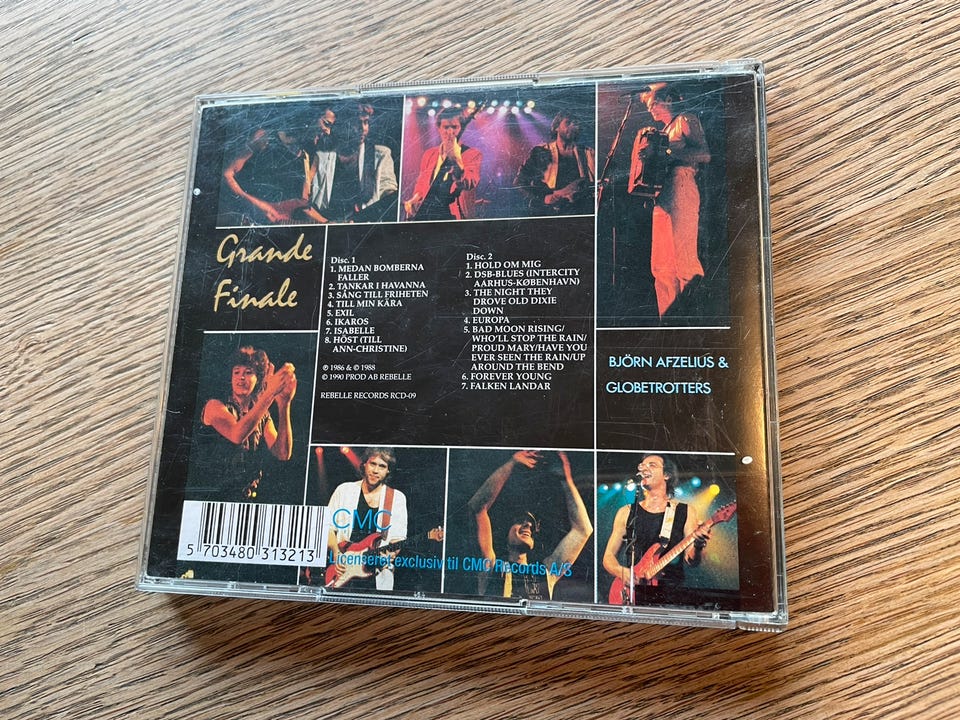 Grande
Finale
Disc. 1
1. MEDAN BOMBERNA
FALLER
2. TANKAR I HAVANNA
3. SÅNG TILL FRIHETEN
4. TILL MIN KÄRA
5. EXIL
6. IKAROS
7. ISABELLE
8. HÖST (TILL
ANN-CHRISTINE)
℗ 1986 & © 1988
© 1990 PROD AB REBELLE
REBELLE RECORDS RCD-09
Disc. 2
1. HOLD OM MIG
2. DSB-BLUES (INTERCITY
AARHUS-KØBENHAVN)
3. THE NIGHT THEY
DROVE OLD DIXIE
DOWN
4. EUROPA
5. BAD MOON RISING/
WHO'LL STOP THE RAIN/
PROUD MARY/HAVE YOU
EVER SEEN THE RAIN/UP
AROUND THE BEND
6. FOREVER YOUNG
7. FALKEN LANDAR
BJÖRN AFZELIUS &
GLOBETROTTERS
CMC
Licenseret exclusiv til CMC Records A/S
5 703480 313213